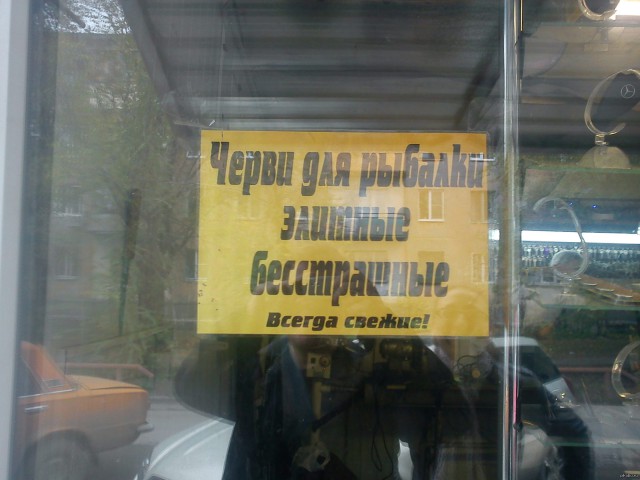 Черви для рыбалки
элитные
бесстрашные
Всегда свежие!